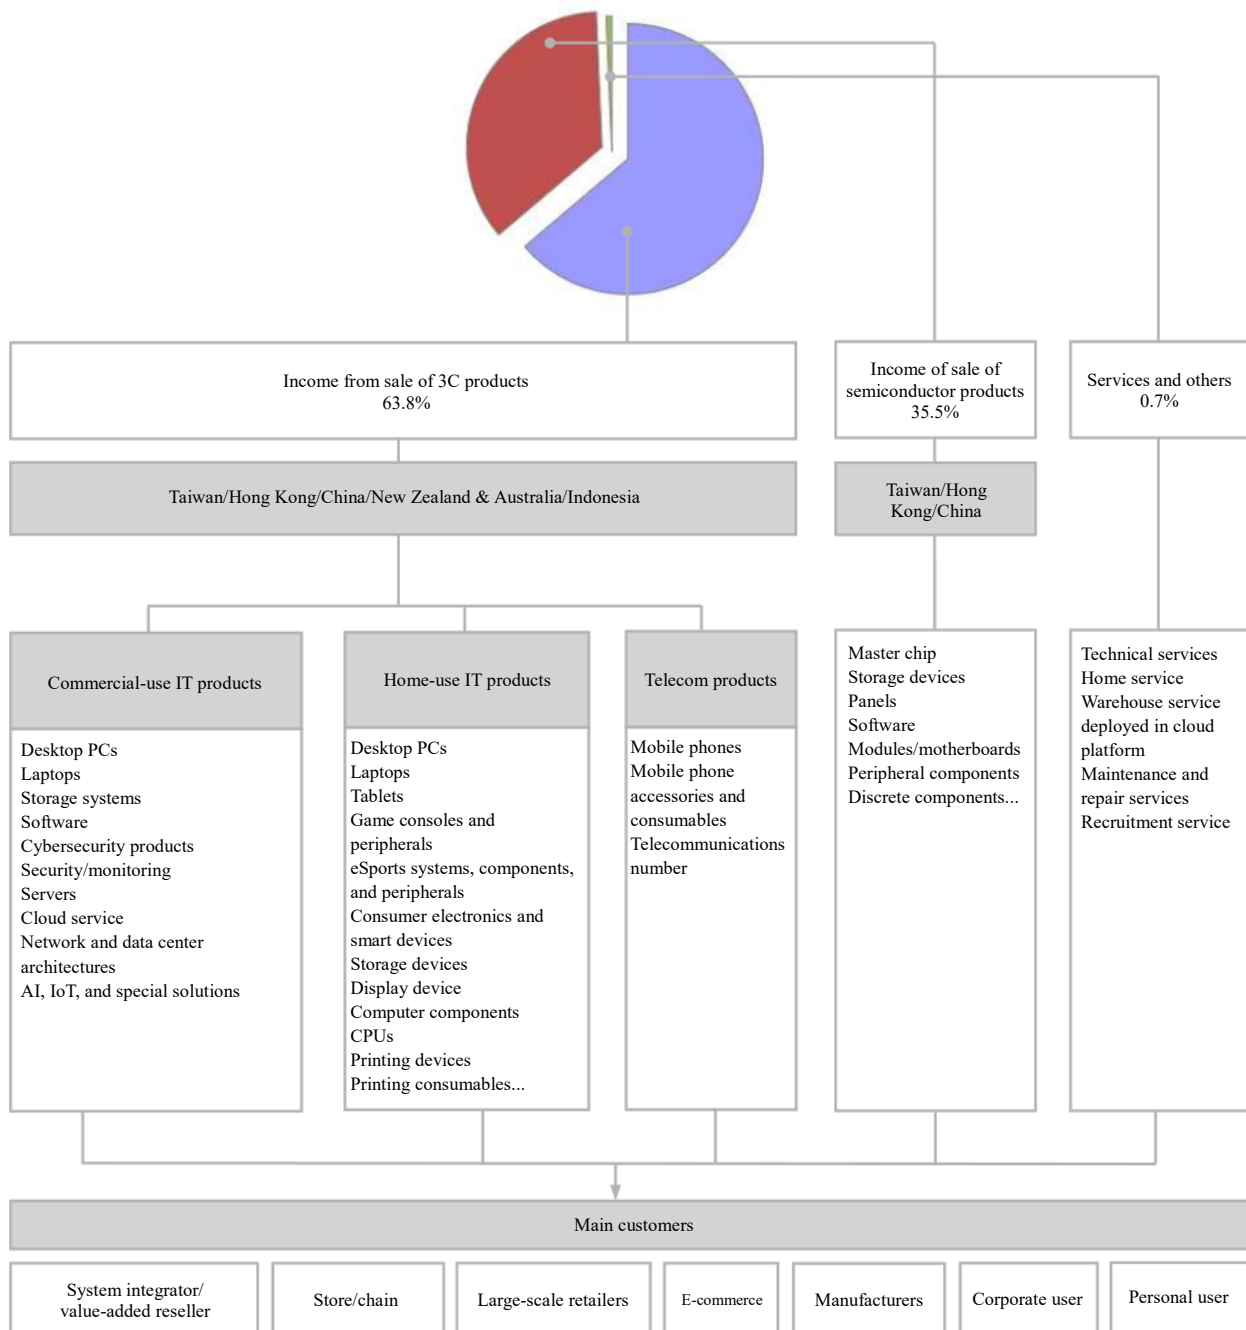 Income from sale of 3C products
63.8%
Income of sale of
semiconductor products
35.5%
Services and others
0.7%
Taiwan/Hong Kong/China/New Zealand & Australia/Indonesia
Taiwan/Hong
Kong/China
Commercial-use IT products
Desktop PCs
Laptops
Storage systems
Software
Cybersecurity products
Security/monitoring
Servers
Cloud service
Network and data center
architectures
AI, IoT, and special solutions
Home-use IT products
Desktop PCs
Laptops
Tablets
Game consoles and
peripherals
eSports systems, components,
and peripherals
Consumer electronics and
smart devices
Storage devices
Display device
Computer components
CPUs
Printing devices
Printing consumables...
Telecom products
Mobile phones
Mobile phone
accessories and
consumables
Telecommunications
number
Master chip
Storage devices
Panels
Software
Modules/motherboards
Peripheral components
Discrete components...
Technical services
Home service
Warehouse service
deployed in cloud
platform
Maintenance and
repair services
Recruitment service
Main customers
System integrator/
value-added reseller
Store/chain
Large-scale retailers
E-commerce
Manufacturers
Corporate user
Personal user